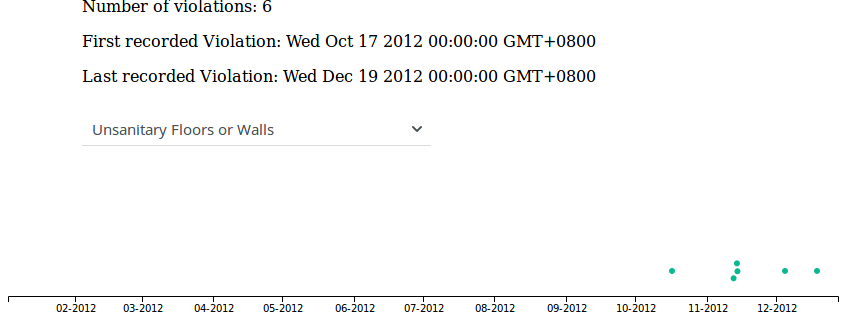 Number of violations: 6
First recorded Violation: Wed Oct 17 2012 00:00:00 GMT+0800
Last recorded Violation: Wed Dec 19 2012 00:00:00 GMT+0800
Unsanitary Floors or Walls
02-2012 03-2012 04-2012 05-2012 06-2012 07-2012 08-2012 09-2012 10-2012 11-2012 12-2012